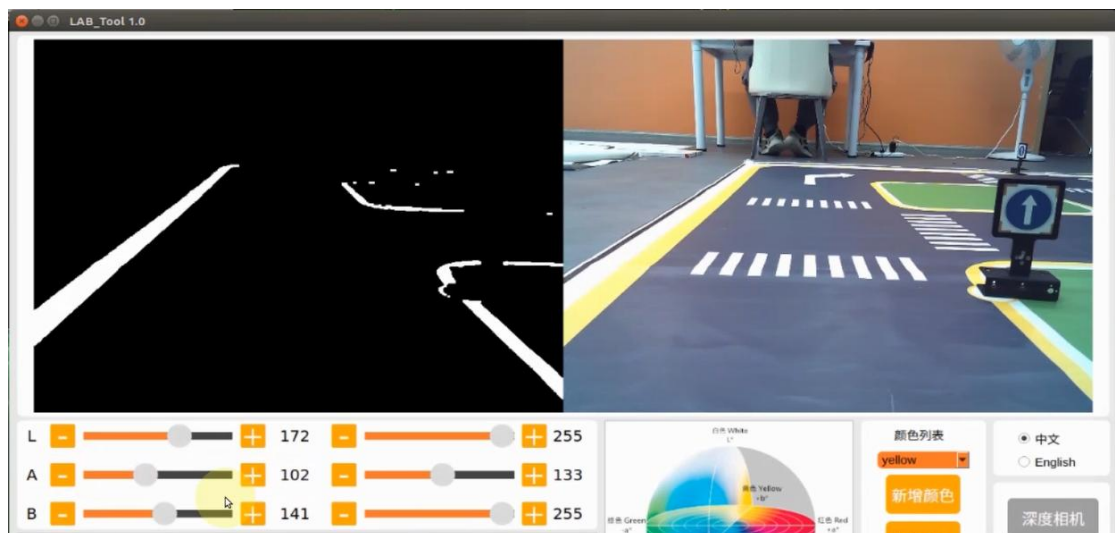 LAB_Tool 1.0
L - + 172 - + 255
A - + 102 - + 133
B - + 141 - + 255
白色 White
L*
黄色 Yellow
+b*
绿色 Green
-a*
红色 Red
+a*
颜色列表
yellow
新增颜色
中文
English
深度相机